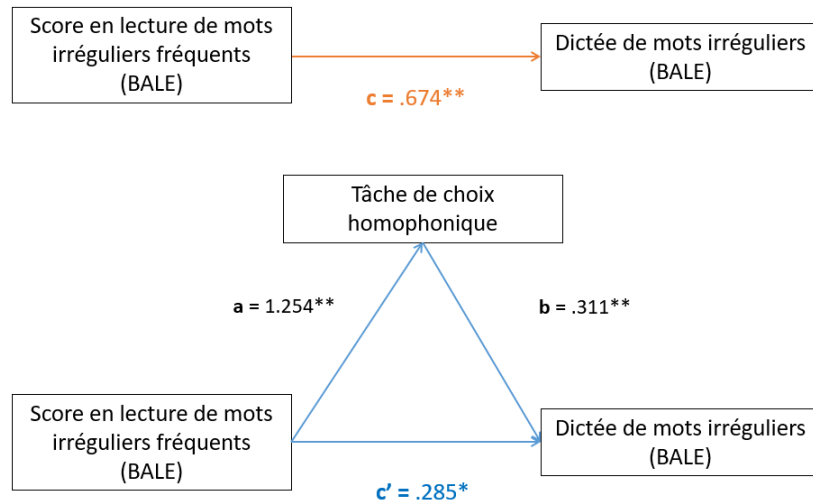 Score en lecture de mots
irréguliers fréquents
(BALE)
Dictée de mots irréguliers
(BALE)
c = .674**
Tâche de choix
homophonique
a = 1.254**
b = .311**
Score en lecture de mots
irréguliers fréquents
(BALE)
Dictée de mots irréguliers
(BALE)
c’ = .285*